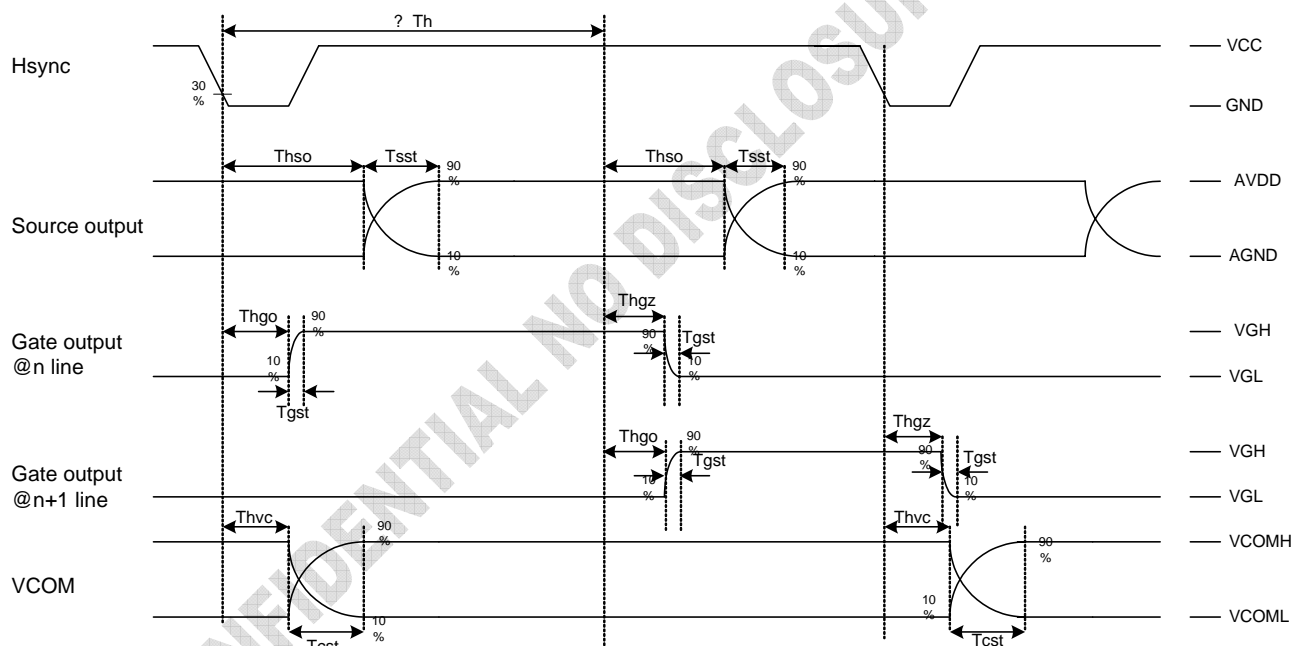 ? Th
Hsync
30
%
VCC
GND
Thso
Tsst
90
%
Thso
Tsst
90
%
Source output
10
%
10
%
AVDD
AGND
Thgo
90
%
Thgz
90
%
Tgst
10
%
Gate output
@n line
10
%
Tgst
VGH
VGL
Thgo
90
%
Tgst
10
%
Thgz
90
%
Tgst
10
%
Gate output
@n+1 line
VGH
VGL
Thvc
90
%
10
%
Tcst
Thvc
90
%
10
%
Tcst
VCOM
VCOMH
VCOML
NFIDENTIAL NO DISCLOSU